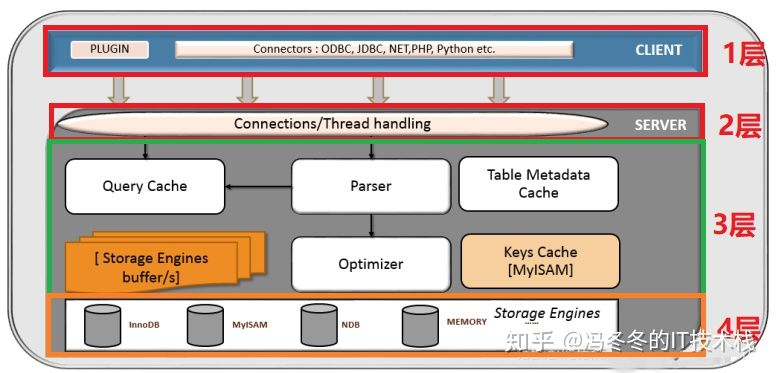 PLUGIN
Connectors : ODBC, JDBC, NET,PHP, Python etc.
CLIENT
1层
Connections/Thread handling
SERVER
2层
Query Cache
Parser
Table Metadata
Cache
3层
[ Storage Engines
buffer/s]
Optimizer
Keys Cache
[MyISAM]
Storage Engines
InnoDB
MyISAM
NDB
MEMORY
......
4层
知乎 @冯冬冬的IT技术栈